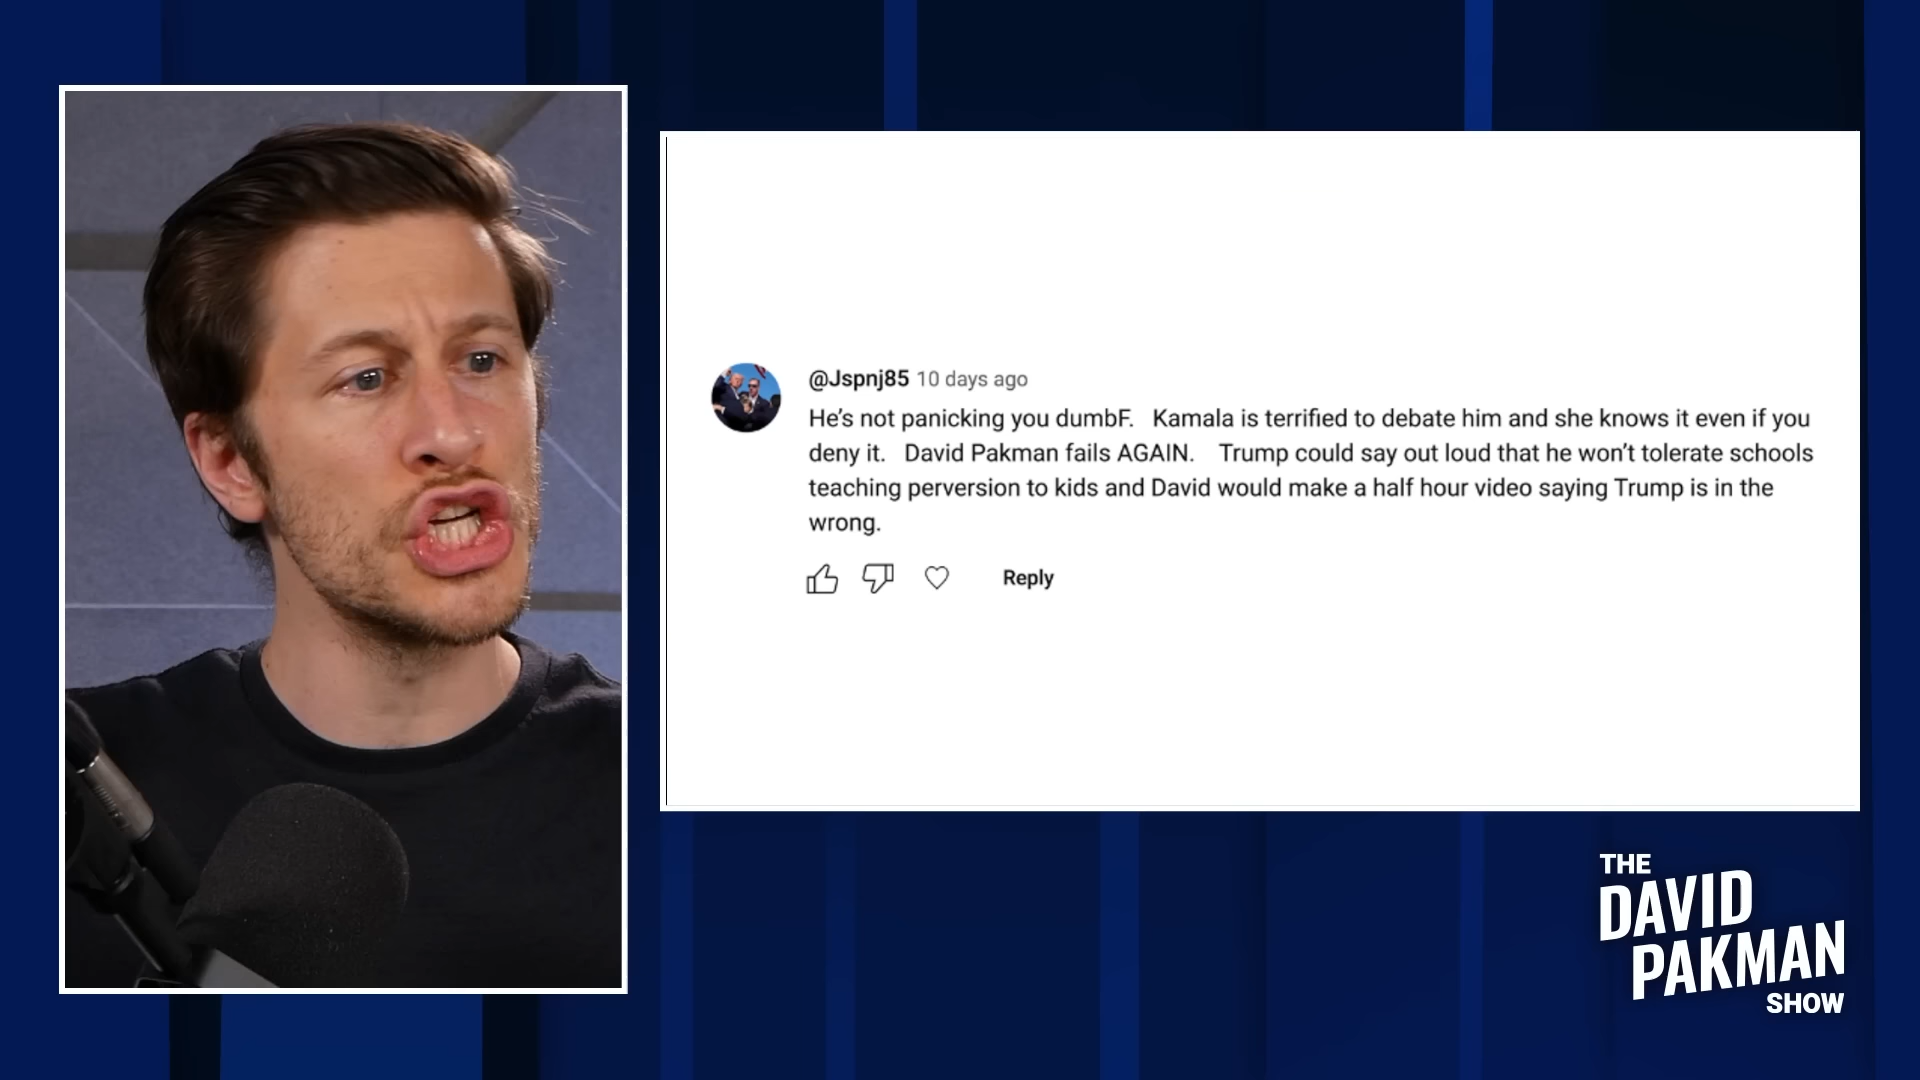 @Jspnj85 10 days ago
He's not panicking you dumbF. Kamala is terrified to debate him and she knows it even if you
deny it. David Pakman fails AGAIN. Trump could say out loud that he won't tolerate schools
teaching perversion to kids and David would make a half hour video saying Trump is in the
wrong.
Reply
THE
DAVID
PAKMAN
SHOW